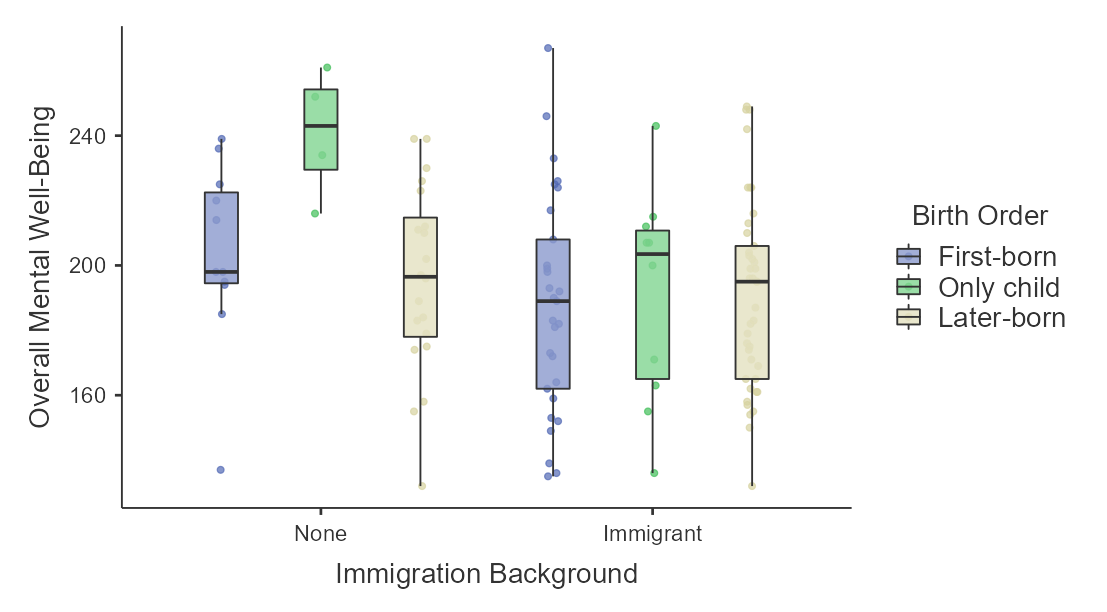 Overall Mental Well-Being
240
200
160
None
Immigrant
Immigration Background
Birth Order
First-born
Only child
Later-born